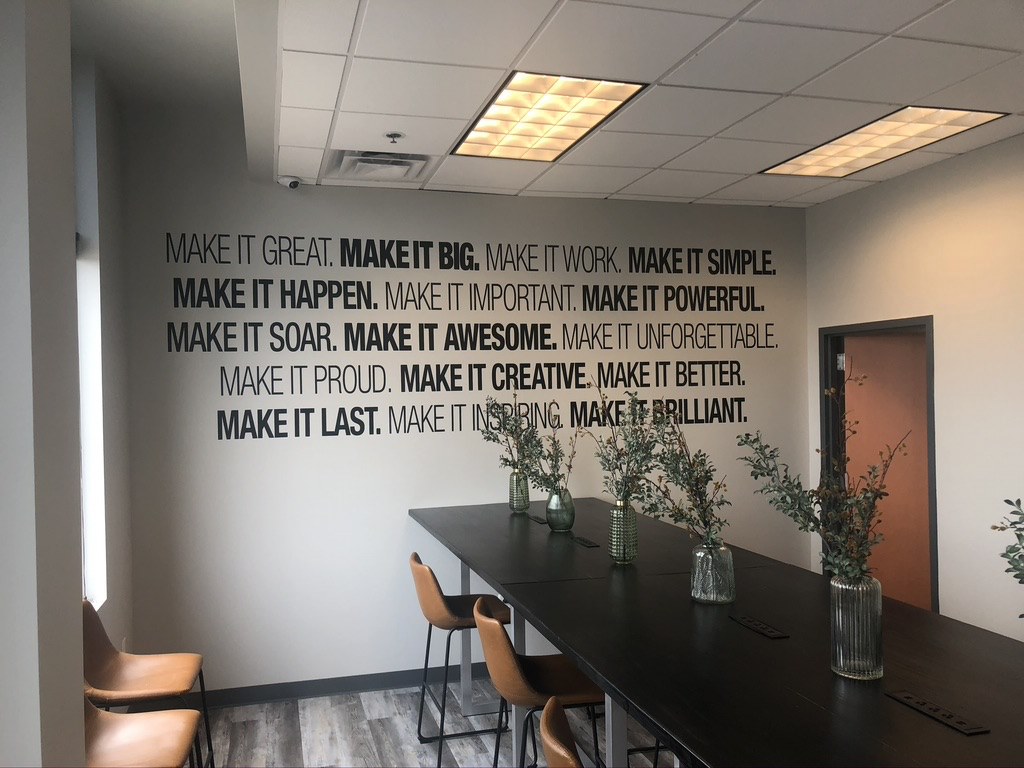 MAKE IT GREAT. MAKE IT BIG. MAKE IT WORK. MAKE IT SIMPLE.
MAKE IT HAPPEN. MAKE IT IMPORTANT. MAKE IT POWERFUL.
MAKE IT SOAR. MAKE IT AWESOME. MAKE IT UNFORGETTABLE.
MAKE IT PROUD. MAKE IT CREATIVE. MAKE IT BETTER.
MAKE IT LAST. MAKE IT INSPIRING. MAKE IT BRILLIANT.